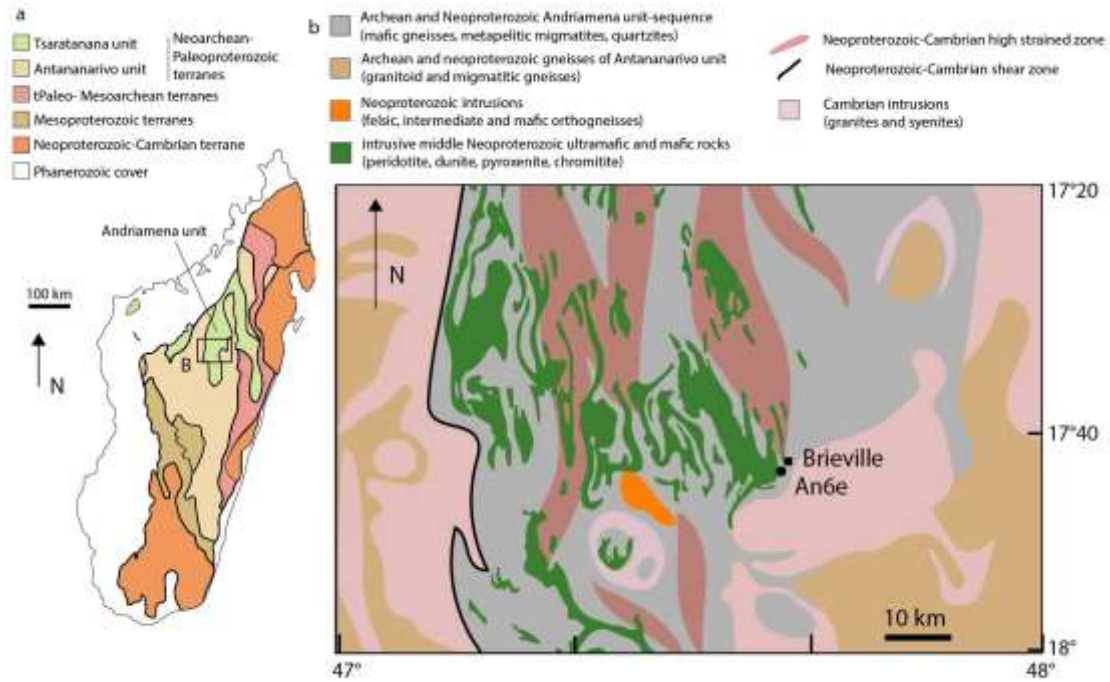 a
Tsaratanana unit
Antananarivo unit
Neoarchean-
Paleoproterozoic
terranes
tPaleo- Mesoarchean terranes
Mesoproterozoic terranes
Neoproterozoic-Cambrian terrane
Phanerozoic cover
Andriamena unit
100 km
N
B
b
Archean and Neoproterozoic Andriamena unit-sequence
(mafic gneisses, metapelitic migmatites, quartzites)
Archean and neoproterozoic gneisses of Antananarivo unit
(granitoid and migmatitic gneisses)
Neoproterozoic intrusions
(felsic, intermediate and mafic orthogneisses)
Intrusive middle Neoproterozoic ultramafic and mafic rocks
(peridotite, dunite, pyroxenite, chromitite)
Neoproterozoic-Cambrian high strained zone
Neoproterozoic-Cambrian shear zone
Cambrian intrusions
(granites and syenites)
17°20
N
17°40
Brieville
An6e
10 km
18°
47°
48°